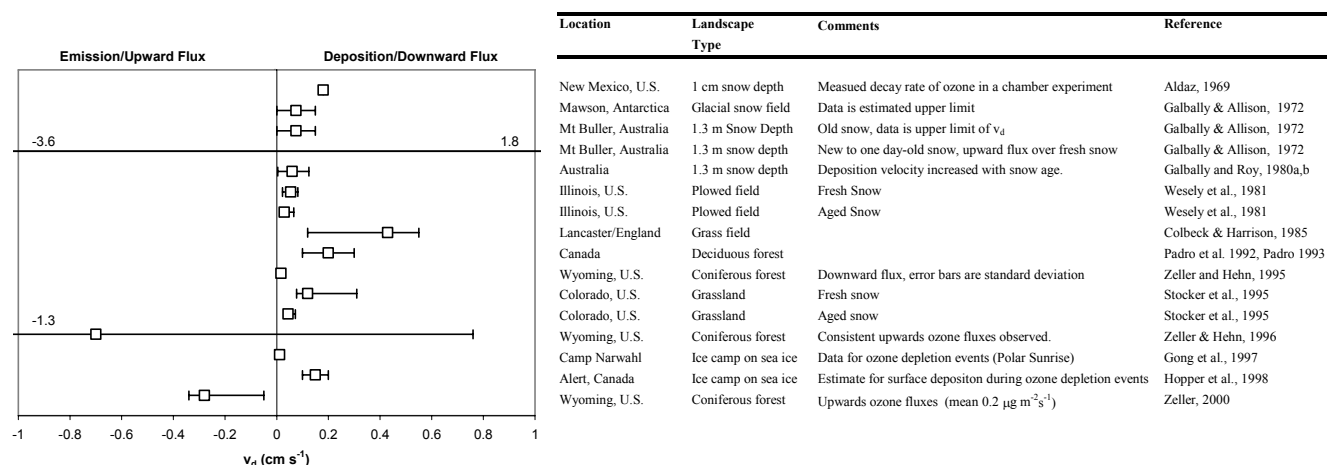 Emission/Upward Flux Deposition/Downward Flux
-3.6 1.8
-1.3
-1 -0.8 -0.6 -0.4 -0.2 0 0.2 0.4 0.6 0.8 1
v_d (cm s⁻¹)
Location Landscape Type Comments Reference
New Mexico, U.S. 1 cm snow depth Measued decay rate of ozone in a chamber experiment Aldaz, 1969
Mawson, Antarctica Glacial snow field Data is estimated upper limit Galbally & Allison, 1972
Mt Buller, Australia 1.3 m Snow Depth Old snow, data is upper limit of v_d Galbally & Allison, 1972
Mt Buller, Australia 1.3 m snow depth New to one day-old snow, upward flux over fresh snow Galbally & Allison, 1972
Australia 1.3 m snow depth Deposition velocity increased with snow age. Galbally and Roy, 1980a,b
Illinois, U.S. Plowed field Fresh Snow Wesely et al., 1981
Illinois, U.S. Plowed field Aged Snow Wesely et al., 1981
Lancaster/England Grass field Colbeck & Harrison, 1985
Canada Deciduous forest Padro et al. 1992, Padro 1993
Wyoming, U.S. Coniferous forest Downward flux, error bars are standard deviation Zeller and Hehn, 1995
Colorado, U.S. Grassland Fresh snow Stocker et al., 1995
Colorado, U.S. Grassland Aged snow Stocker et al., 1995
Wyoming, U.S. Coniferous forest Consistent upwards ozone fluxes observed. Zeller & Hehn, 1996
Camp Narwahl Ice camp on sea ice Data for ozone depletion events (Polar Sunrise) Gong et al., 1997
Alert, Canada Ice camp on sea ice Estimate for surface depositon during ozone depletion events Hopper et al., 1998
Wyoming, U.S. Coniferous forest Upwards ozone fluxes (mean 0.2 µg m⁻²s⁻¹) Zeller, 2000